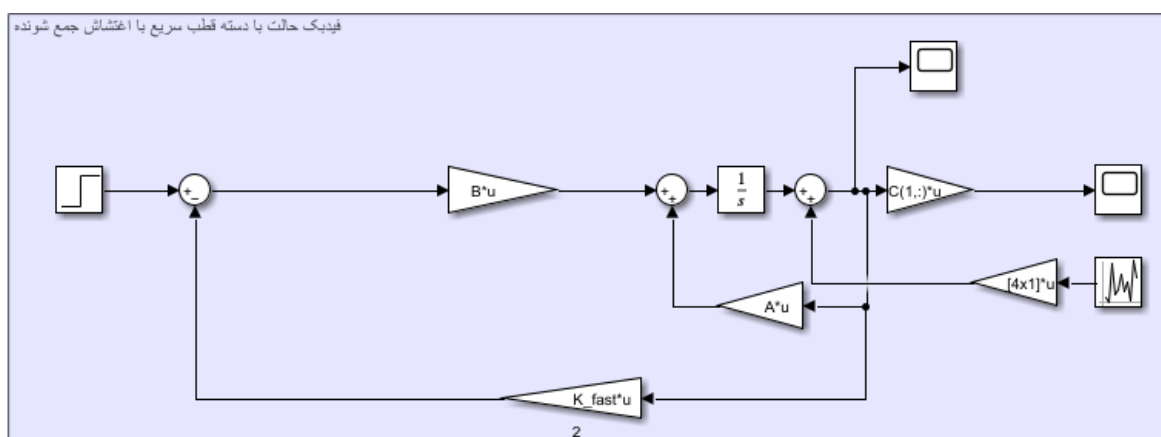 فیدبک حالت با دسته قطب سریع با اغتشاش جمع شونده
B*u
1
s
C(1,:)*u
[4x1]*u
A*u
K_fast*u
2